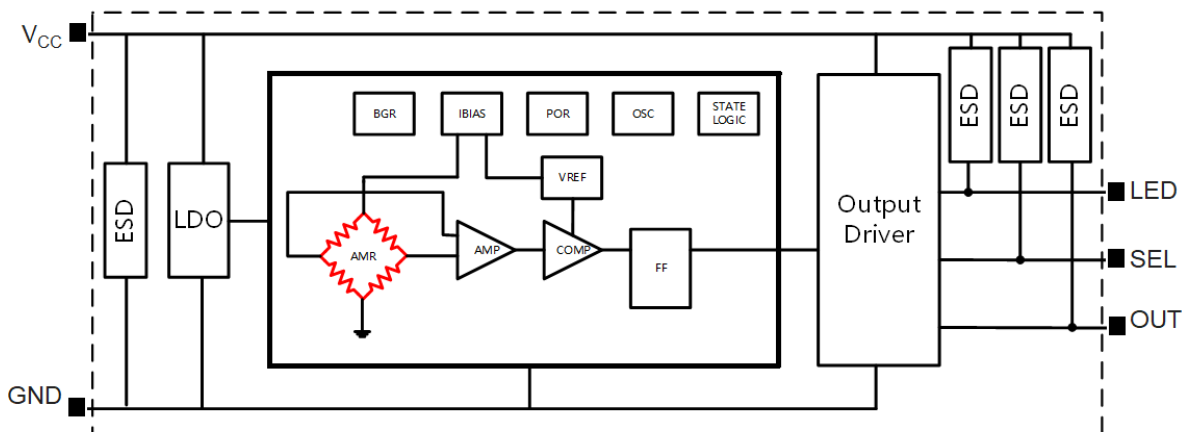 VCC
ESD
ESD
ESD
BGR
IBIAS
POR
OSC
STATE
LOGIC
ESD
LDO
VREF
LED
Output
Driver
AMR
AMP
COMP
FF
SEL
OUT
GND